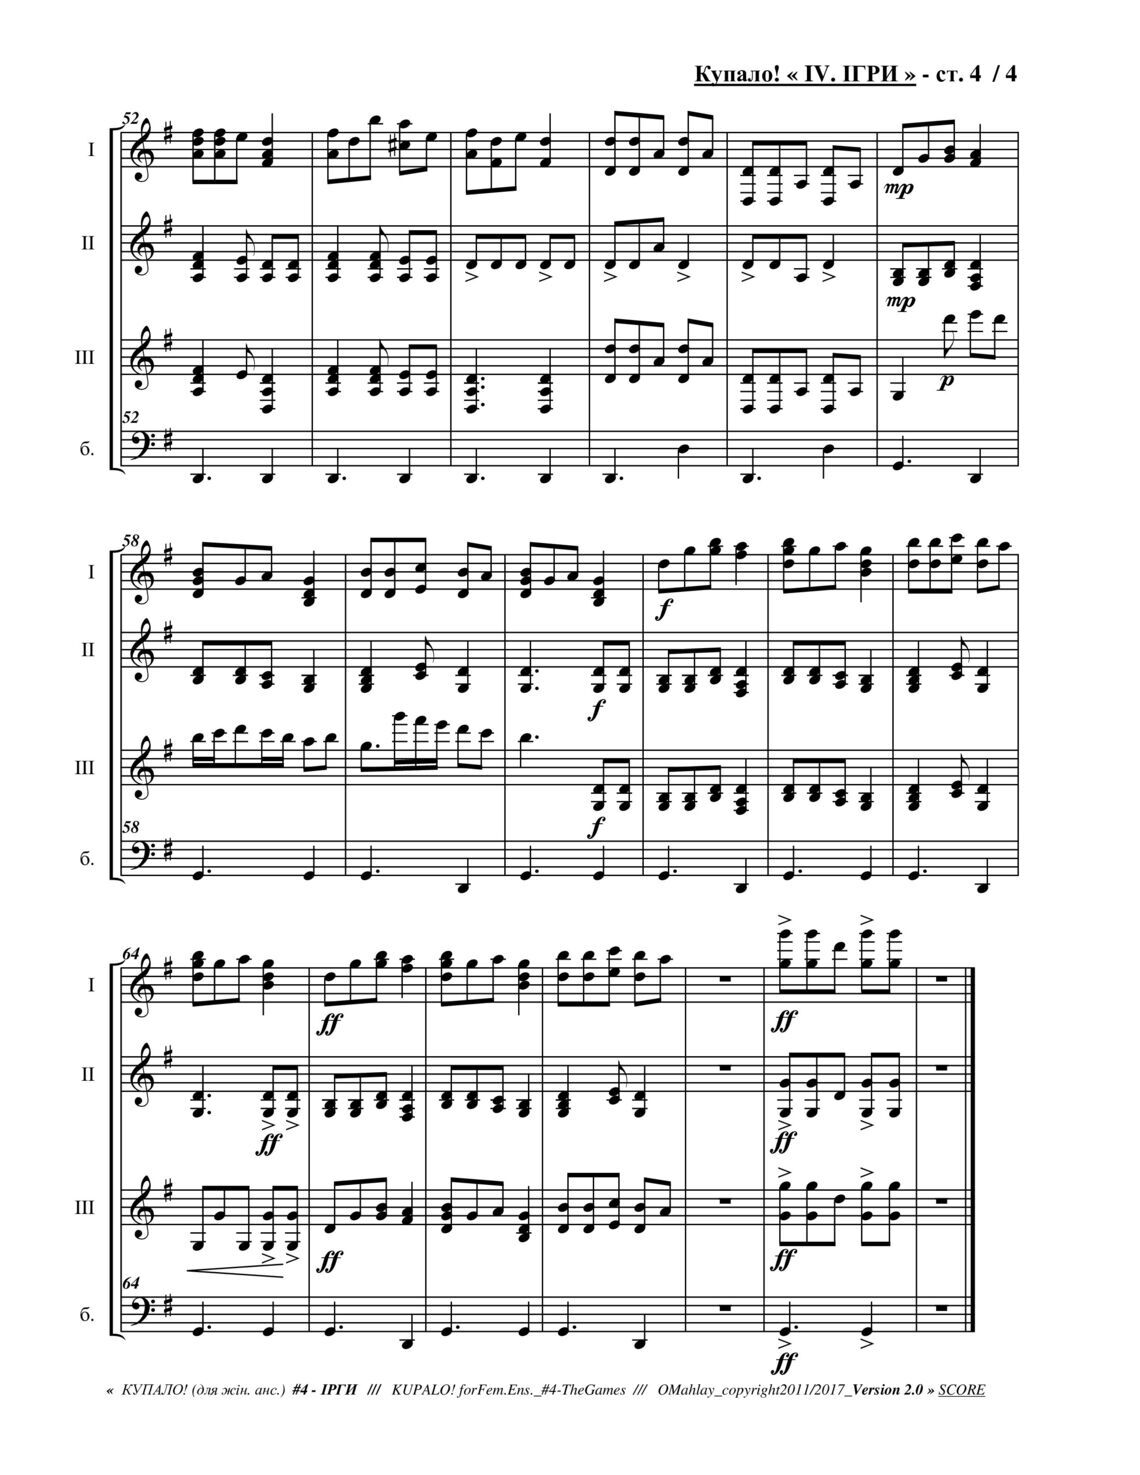 Купало! « IV. ІГРИ » - ст. 4 / 4
52
I
II
mp
mp
III
p
52
б.
58
I
f
II
f
III
f
58
б.
64
I
ff
ff
II
ff
ff
III
ff
ff
64
б.
ff
« КУПАЛО! (для жін. анс.) #4 - ІРГИ /// KUPALO! forFem.Ens._#4-TheGames /// OMahlay_copyright2011/2017_Version 2.0 » SCORE